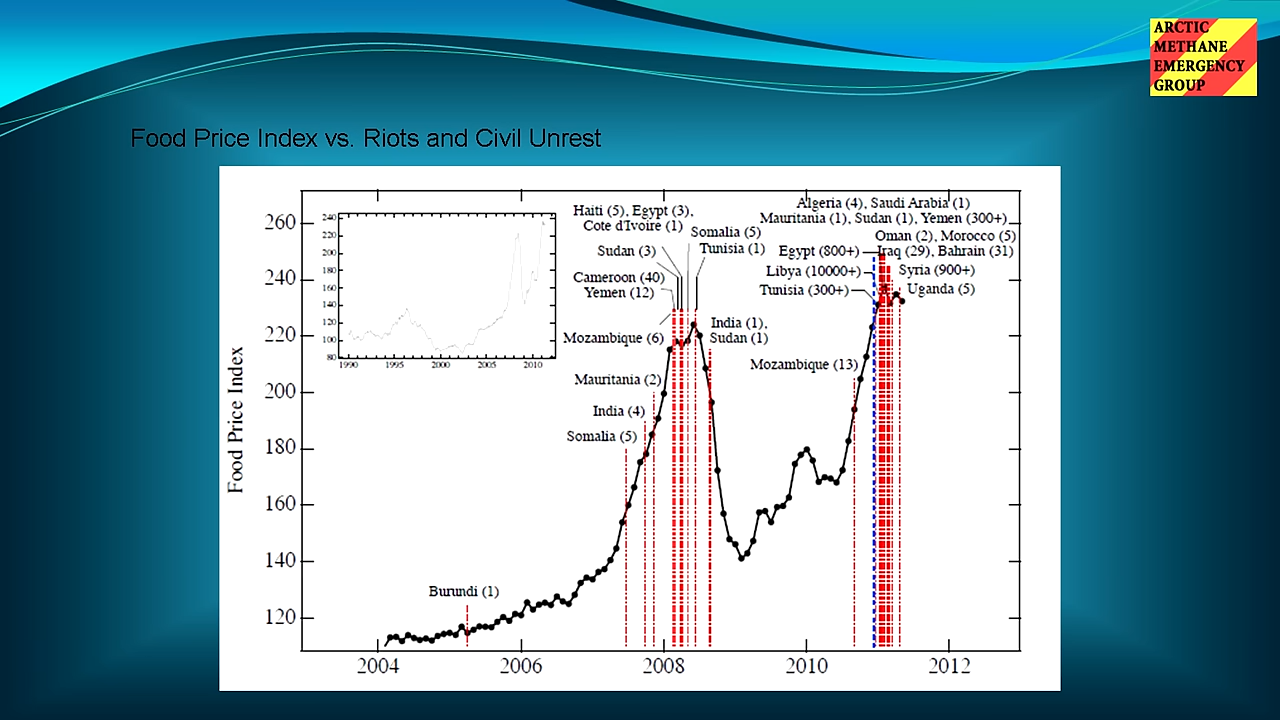 ARCTIC
METHANE
EMERGENCY
GROUP
Food Price Index vs. Riots and Civil Unrest
Food Price Index
260
240
220
200
180
160
140
120
2004
2006
2008
2010
2012
240
220
200
180
160
140
120
100
80
1990
1995
2000
2005
2010
Burundi (1)
Somalia (5)
India (4)
Mauritania (2)
Mozambique (6)
Cameroon (40)
Yemen (12)
Sudan (3)
Haiti (5), Egypt (3),
Cote d'Ivoire (1)
Somalia (5)
Tunisia (1)
India (1),
Sudan (1)
Mozambique (13)
Tunisia (300+)
Libya (10000+)
Egypt (800+)
Algeria (4), Saudi Arabia (1)
Mauritania (1), Sudan (1), Yemen (300+)
Oman (2), Morocco (5)
Iraq (29), Bahrain (31)
Syria (900+)
Uganda (5)